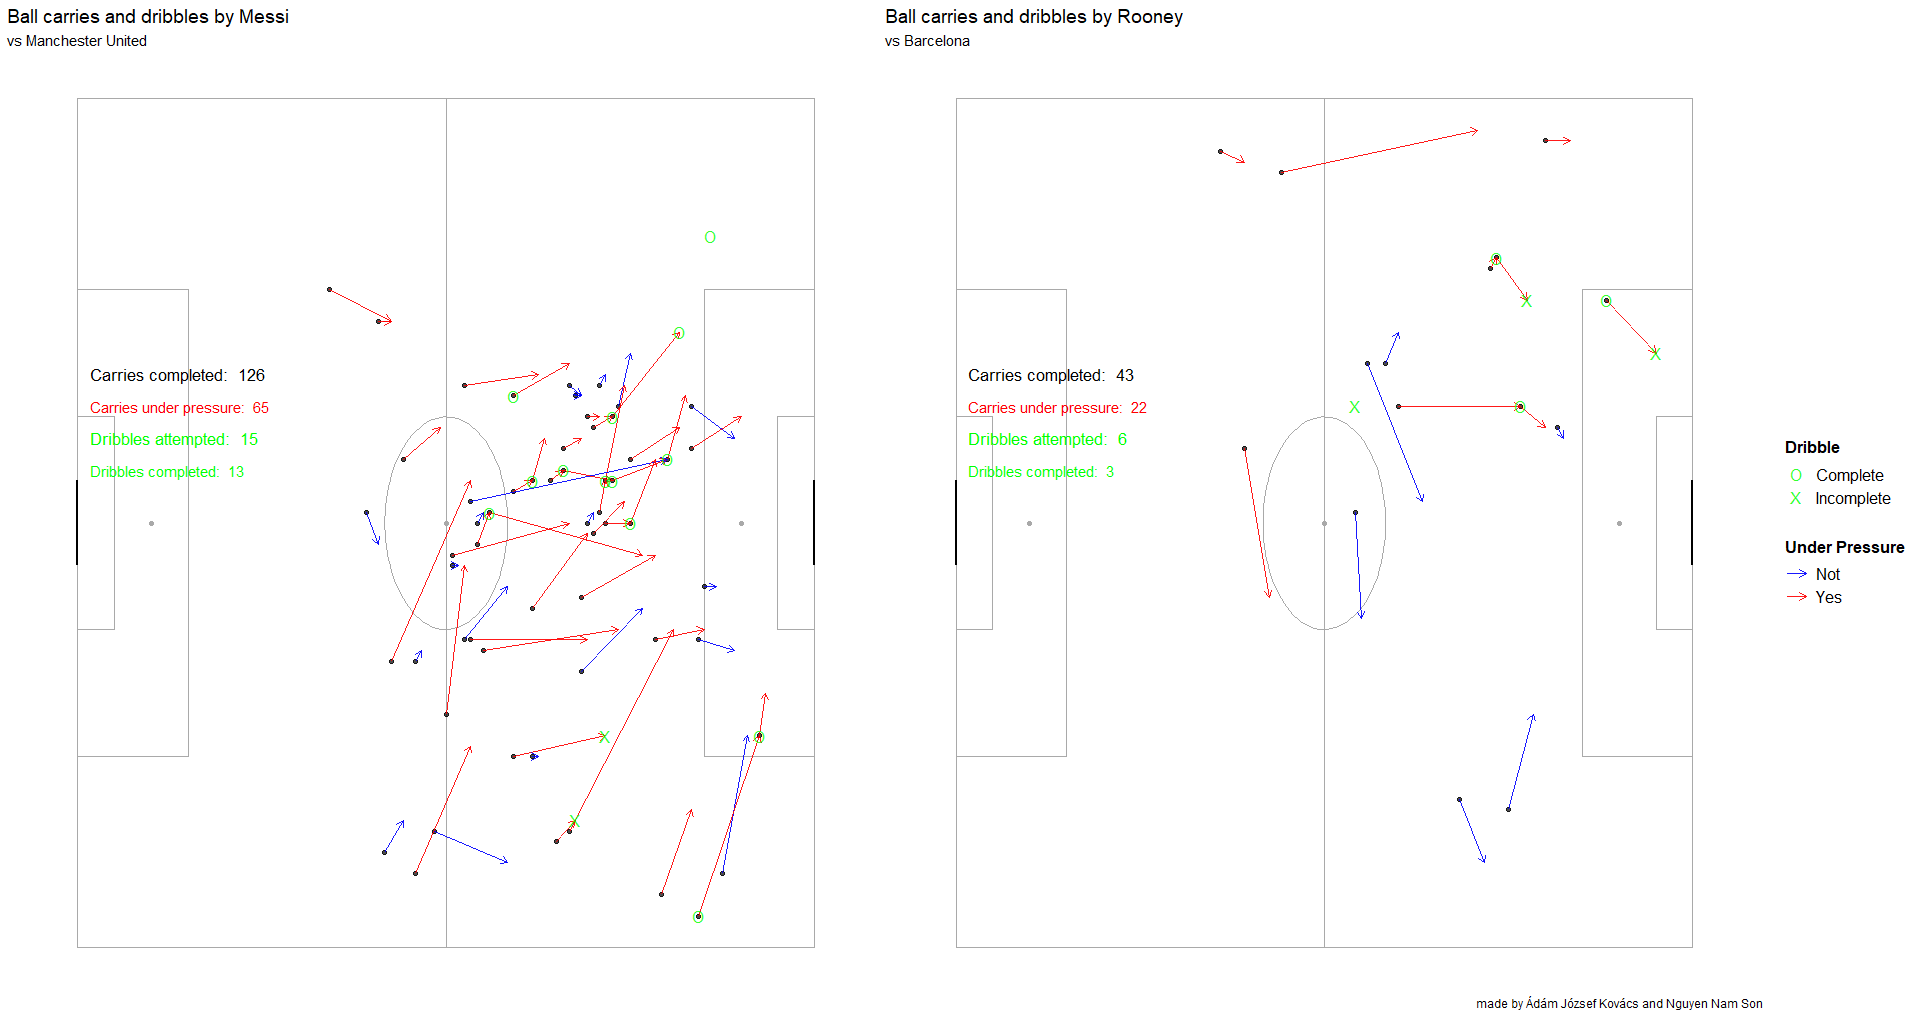 Ball carries and dribbles by Messi
vs Manchester United
Carries completed: 126
Carries under pressure: 65
Dribbles attempted: 15
Dribbles completed: 13
Ball carries and dribbles by Rooney
vs Barcelona
Carries completed: 43
Carries under pressure: 22
Dribbles attempted: 6
Dribbles completed: 3
Dribble
O Complete
X Incomplete
Under Pressure
Not
Yes
made by Ádám József Kovács and Nguyen Nam Son